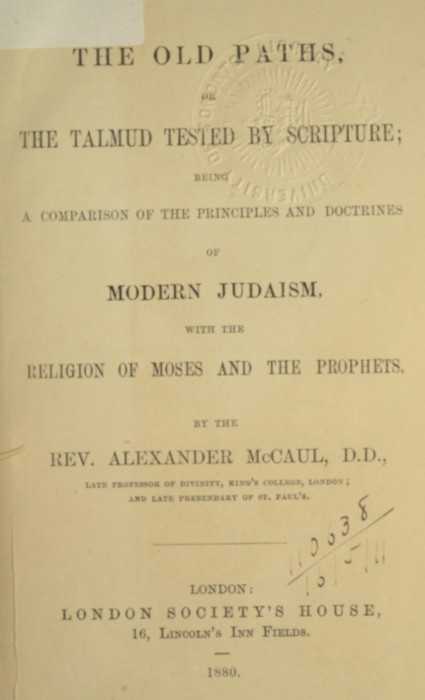 THE OLD PATHS,
OR
THE TALMUD TESTED BY SCRIPTURE;
BEING
A COMPARISON OF THE PRINCIPLES AND DOCTRINES
OF
MODERN JUDAISM,
WITH THE
RELIGION OF MOSES AND THE PROPHETS.
BY THE
REV. ALEXANDER McCAUL, D.D.,
LATE PROFESSOR OF DIVINITY, KING'S COLLEGE, LONDON;
AND LATE PREBENDARY OF ST. PAUL'S.
LONDON:
LONDON SOCIETY'S HOUSE,
16, LINCOLN'S INN FIELDS.
1880.